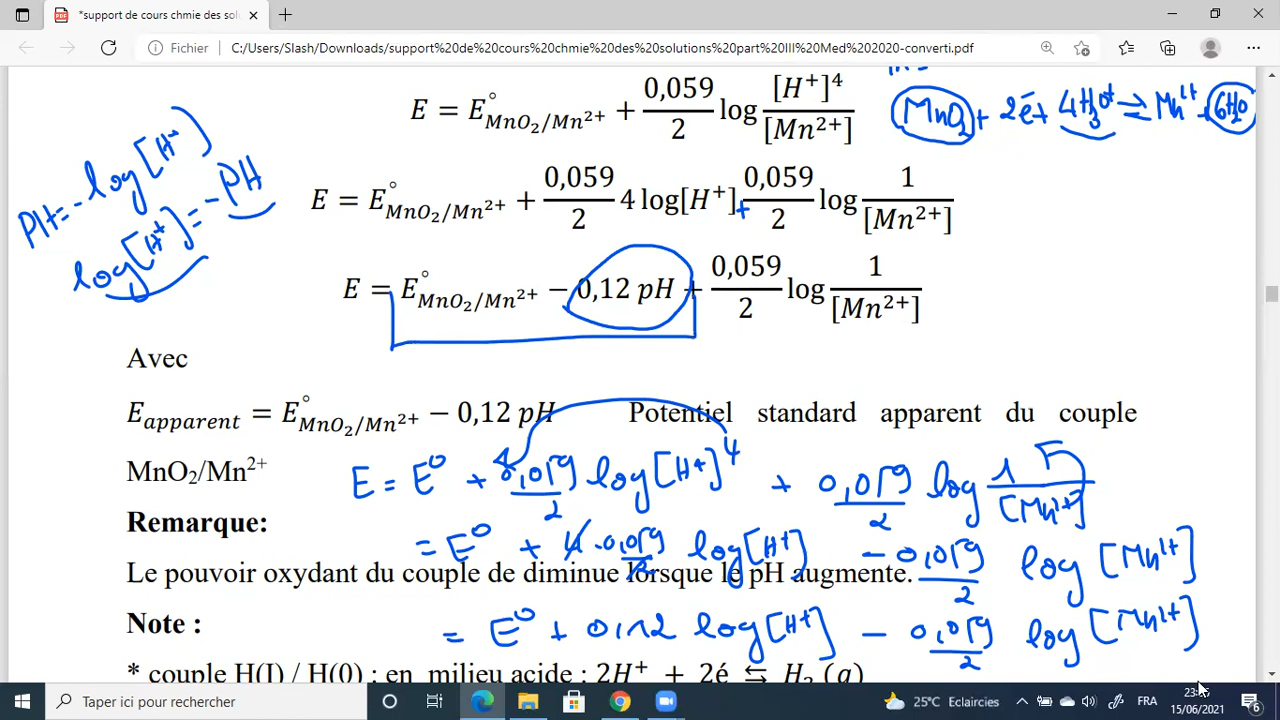 *support de cours chmie des sol
Fichier | C:/Users/Slash/Downloads/support%20de%20cours%20chmie%20des%20solutions%20part%20III%20Med%202020-converti.pdf
E = E°MnO2/Mn2+ + 0,059/2 log [H+]⁴/[Mn²⁺]
MnO2 + 2é + 4H3O+ ⇌ Mn2+ + 6H2O
PH = -log[H+]
log[H+] = -PH
E = E°MnO2/Mn2+ + 0,059/2 4 log[H+] + 0,059/2 log 1/[Mn²⁺]
E = E°MnO2/Mn2+ − 0,12 pH + 0,059/2 log 1/[Mn²⁺]
Avec
Eapparent = E°MnO2/Mn2+ − 0,12 pH Potentiel standard apparent du couple
MnO2/Mn2+
E = E0 + 0,059/2 log[H+]⁴ + 0,059/2 log 1/[Mn2+]
Remarque:
= E0 + 4·0,059/2 log[H+] − 0,059/2 log [Mn2+]
Le pouvoir oxydant du couple de diminue lorsque le pH augmente.
Note :
= E0 + 0,12 log[H+] − 0,059/2 log [Mn2+]
* couple H(I) / H(0) : en milieu acide : 2H+ + 2é ⇆ H2 (g)
Taper ici pour rechercher
25°C Eclaircies
FRA
15/06/2021
6